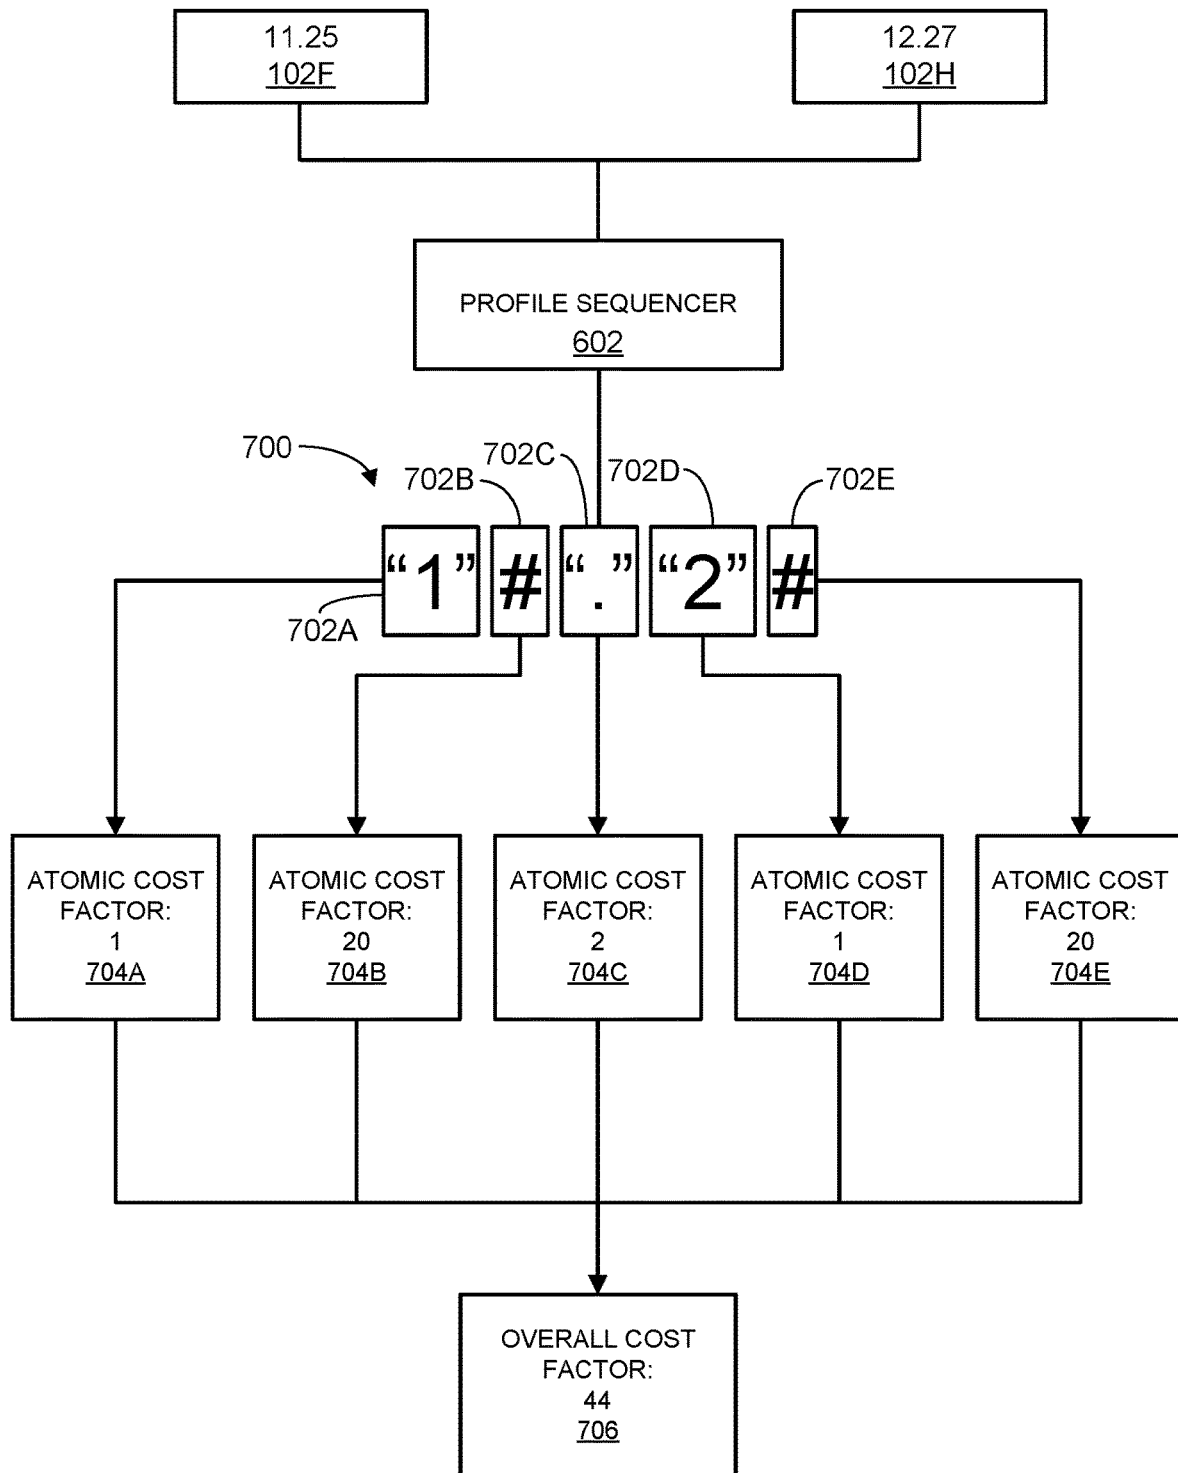 11.25
102F
12.27
102H
PROFILE SEQUENCER
602
700
702B
702C
702D
702E
“1”
#
“.”
“2”
#
702A
ATOMIC COST
FACTOR:
1
704A
ATOMIC COST
FACTOR:
20
704B
ATOMIC COST
FACTOR:
2
704C
ATOMIC COST
FACTOR:
1
704D
ATOMIC COST
FACTOR:
20
704E
OVERALL COST
FACTOR:
44
706